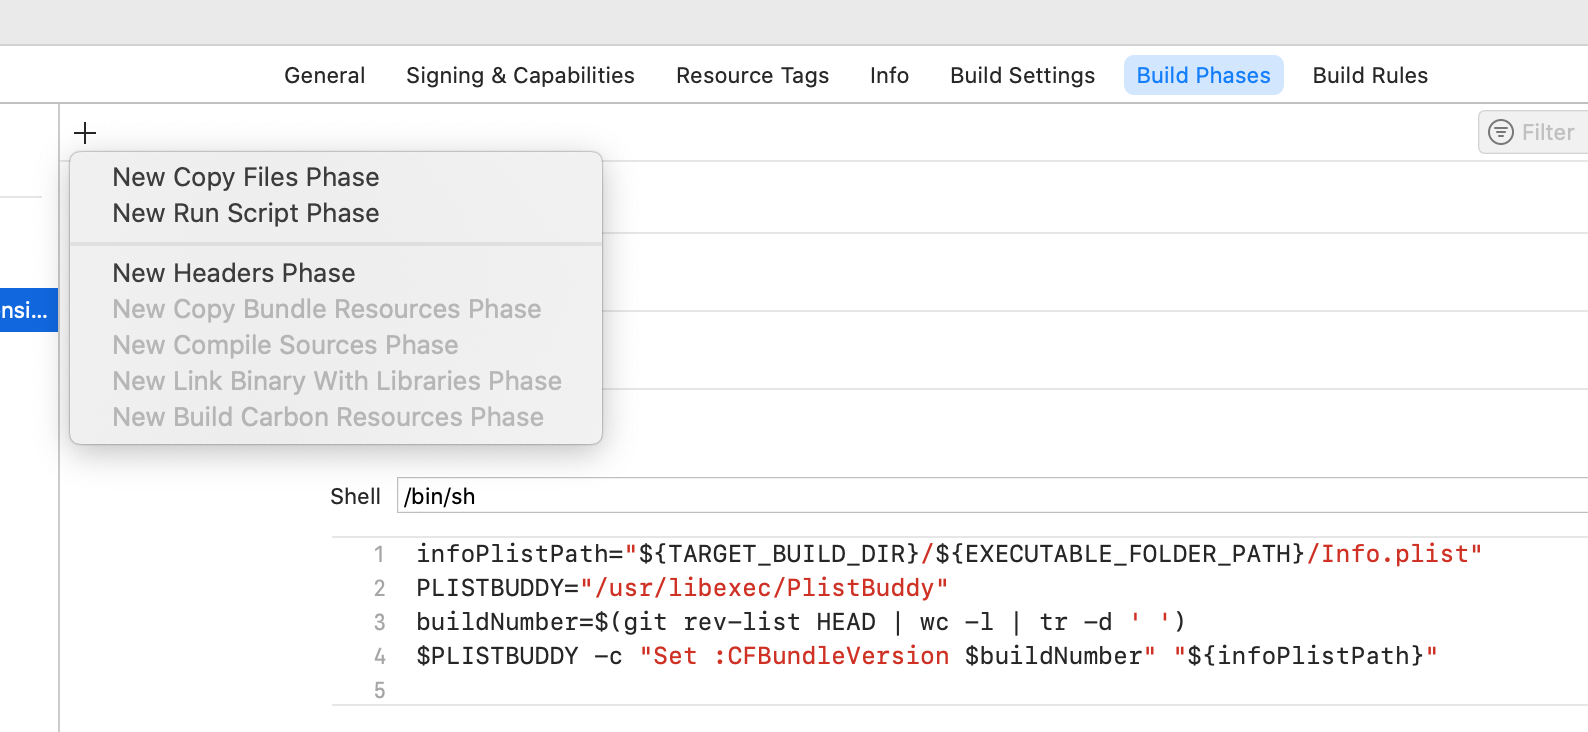 General Signing & Capabilities Resource Tags Info Build Settings Build Phases Build Rules
+ Filter
New Copy Files Phase
New Run Script Phase
New Headers Phase
New Copy Bundle Resources Phase
nsi...
New Compile Sources Phase
New Link Binary With Libraries Phase
New Build Carbon Resources Phase
Shell /bin/sh
1 infoPlistPath="${TARGET_BUILD_DIR}/${EXECUTABLE_FOLDER_PATH}/Info.plist"
2 PLISTBUDDY="/usr/libexec/PlistBuddy"
3 buildNumber=$(git rev-list HEAD | wc -l | tr -d ' ')
4 $PLISTBUDDY -c "Set :CFBundleVersion $buildNumber" "${infoPlistPath}"
5